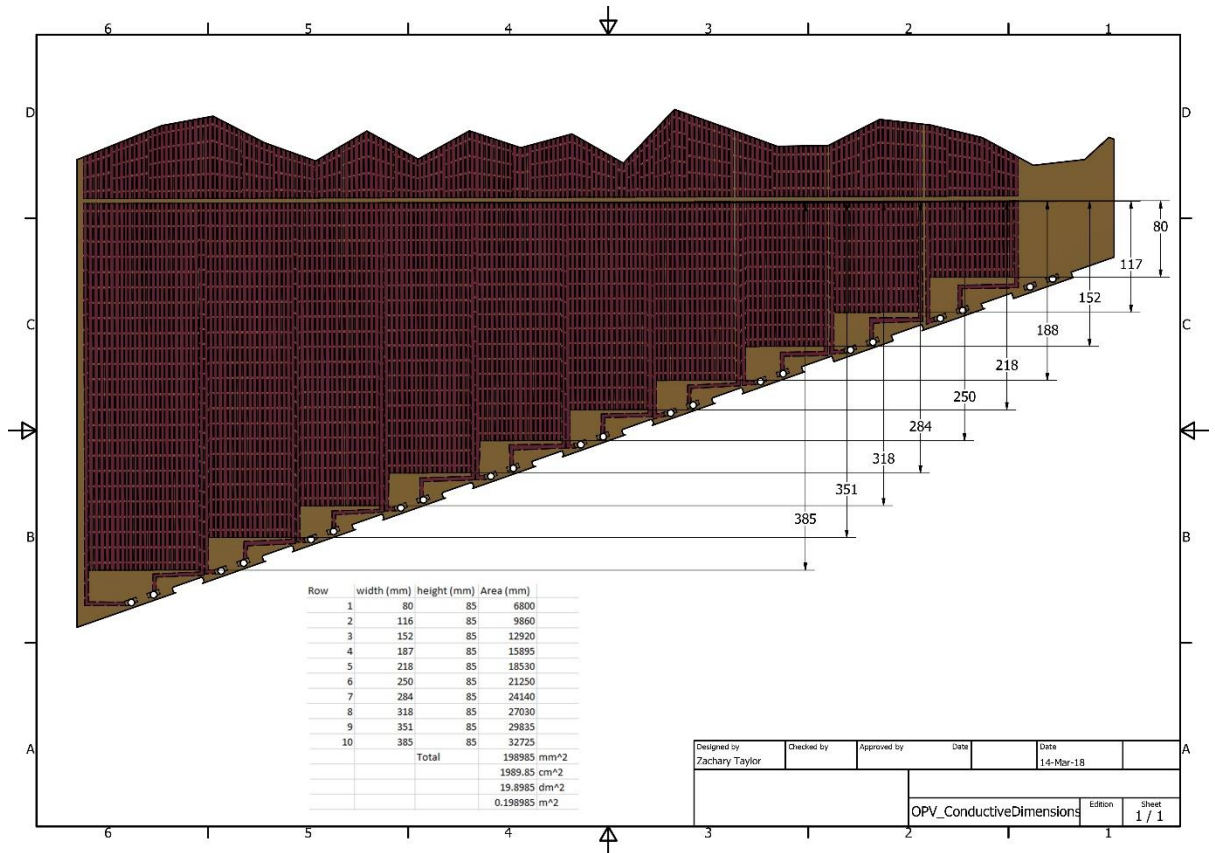 6 5 4 3 2 1
D D
80
117
152
C 188 C
218
250
284
318
351
385
B B
Row width (mm) height (mm) Area (mm)
1 80 85 6800
2 116 85 9860
3 152 85 12920
4 187 85 15895
5 218 85 18530
6 250 85 21250
7 284 85 24140
8 318 85 27030
9 351 85 29835
10 385 85 32725
Total 198985 mm^2
1989.85 cm^2
19.8985 dm^2
0.198985 m^2
A A
Designed by Checked by Approved by Date Date
Zachary Taylor 14-Mar-18
OPV_ConductiveDimensions Edition Sheet
1 / 1
6 5 4 3 2 1